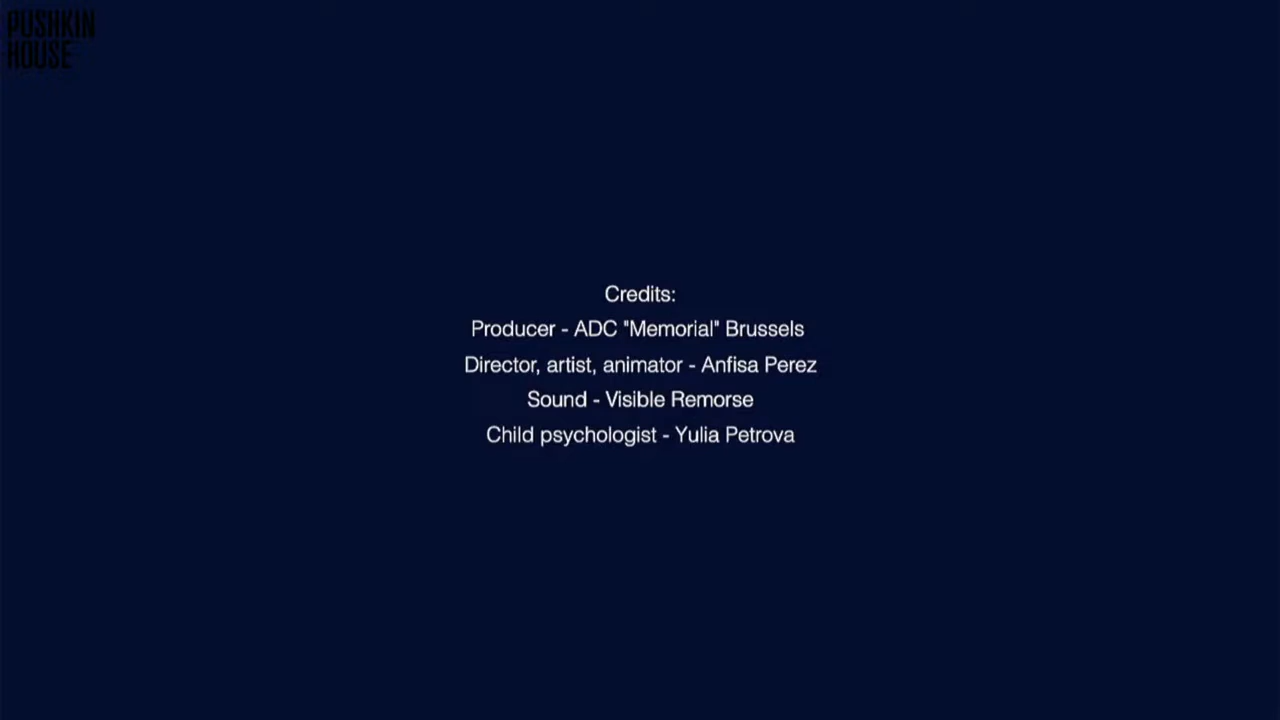 PUSHKIN
HOUSE
Credits:
Producer - ADC "Memorial" Brussels
Director, artist, animator - Anfisa Perez
Sound - Visible Remorse
Child psychologist - Yulia Petrova